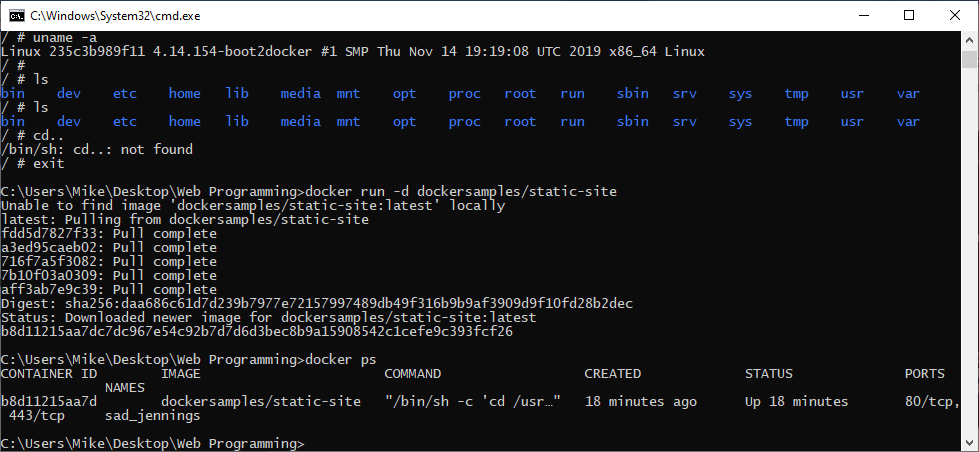 C:\Windows\System32\cmd.exe
/ # uname -a
Linux 235c3b989f11 4.14.154-boot2docker #1 SMP Thu Nov 14 19:19:08 UTC 2019 x86_64 Linux
/ #
/ # ls
bin    dev    etc    home   lib    media  mnt    opt    proc   root   run    sbin   srv    sys    tmp    usr    var
/ # ls
bin    dev    etc    home   lib    media  mnt    opt    proc   root   run    sbin   srv    sys    tmp    usr    var
/ # cd..
/bin/sh: cd..: not found
/ # exit
C:\Users\Mike\Desktop\Web Programming>docker run -d dockersamples/static-site
Unable to find image 'dockersamples/static-site:latest' locally
latest: Pulling from dockersamples/static-site
fdd5d7827f33: Pull complete
a3ed95caeb02: Pull complete
716f7a5f3082: Pull complete
7b10f03a0309: Pull complete
aff3ab7e9c39: Pull complete
Digest: sha256:daa686c61d7d239b7977e72157997489db49f316b9b9af3909d9f10fd28b2dec
Status: Downloaded newer image for dockersamples/static-site:latest
b8d11215aa7dc7dc967e54c92b7d7d6d3bec8b9a15908542c1cefe9c393fcf26
C:\Users\Mike\Desktop\Web Programming>docker ps
CONTAINER ID        IMAGE                       COMMAND                  CREATED             STATUS              PORTS
             NAMES
b8d11215aa7d        dockersamples/static-site   "/bin/sh -c 'cd /usr…"   18 minutes ago      Up 18 minutes       80/tcp,
 443/tcp     sad_jennings
C:\Users\Mike\Desktop\Web Programming>